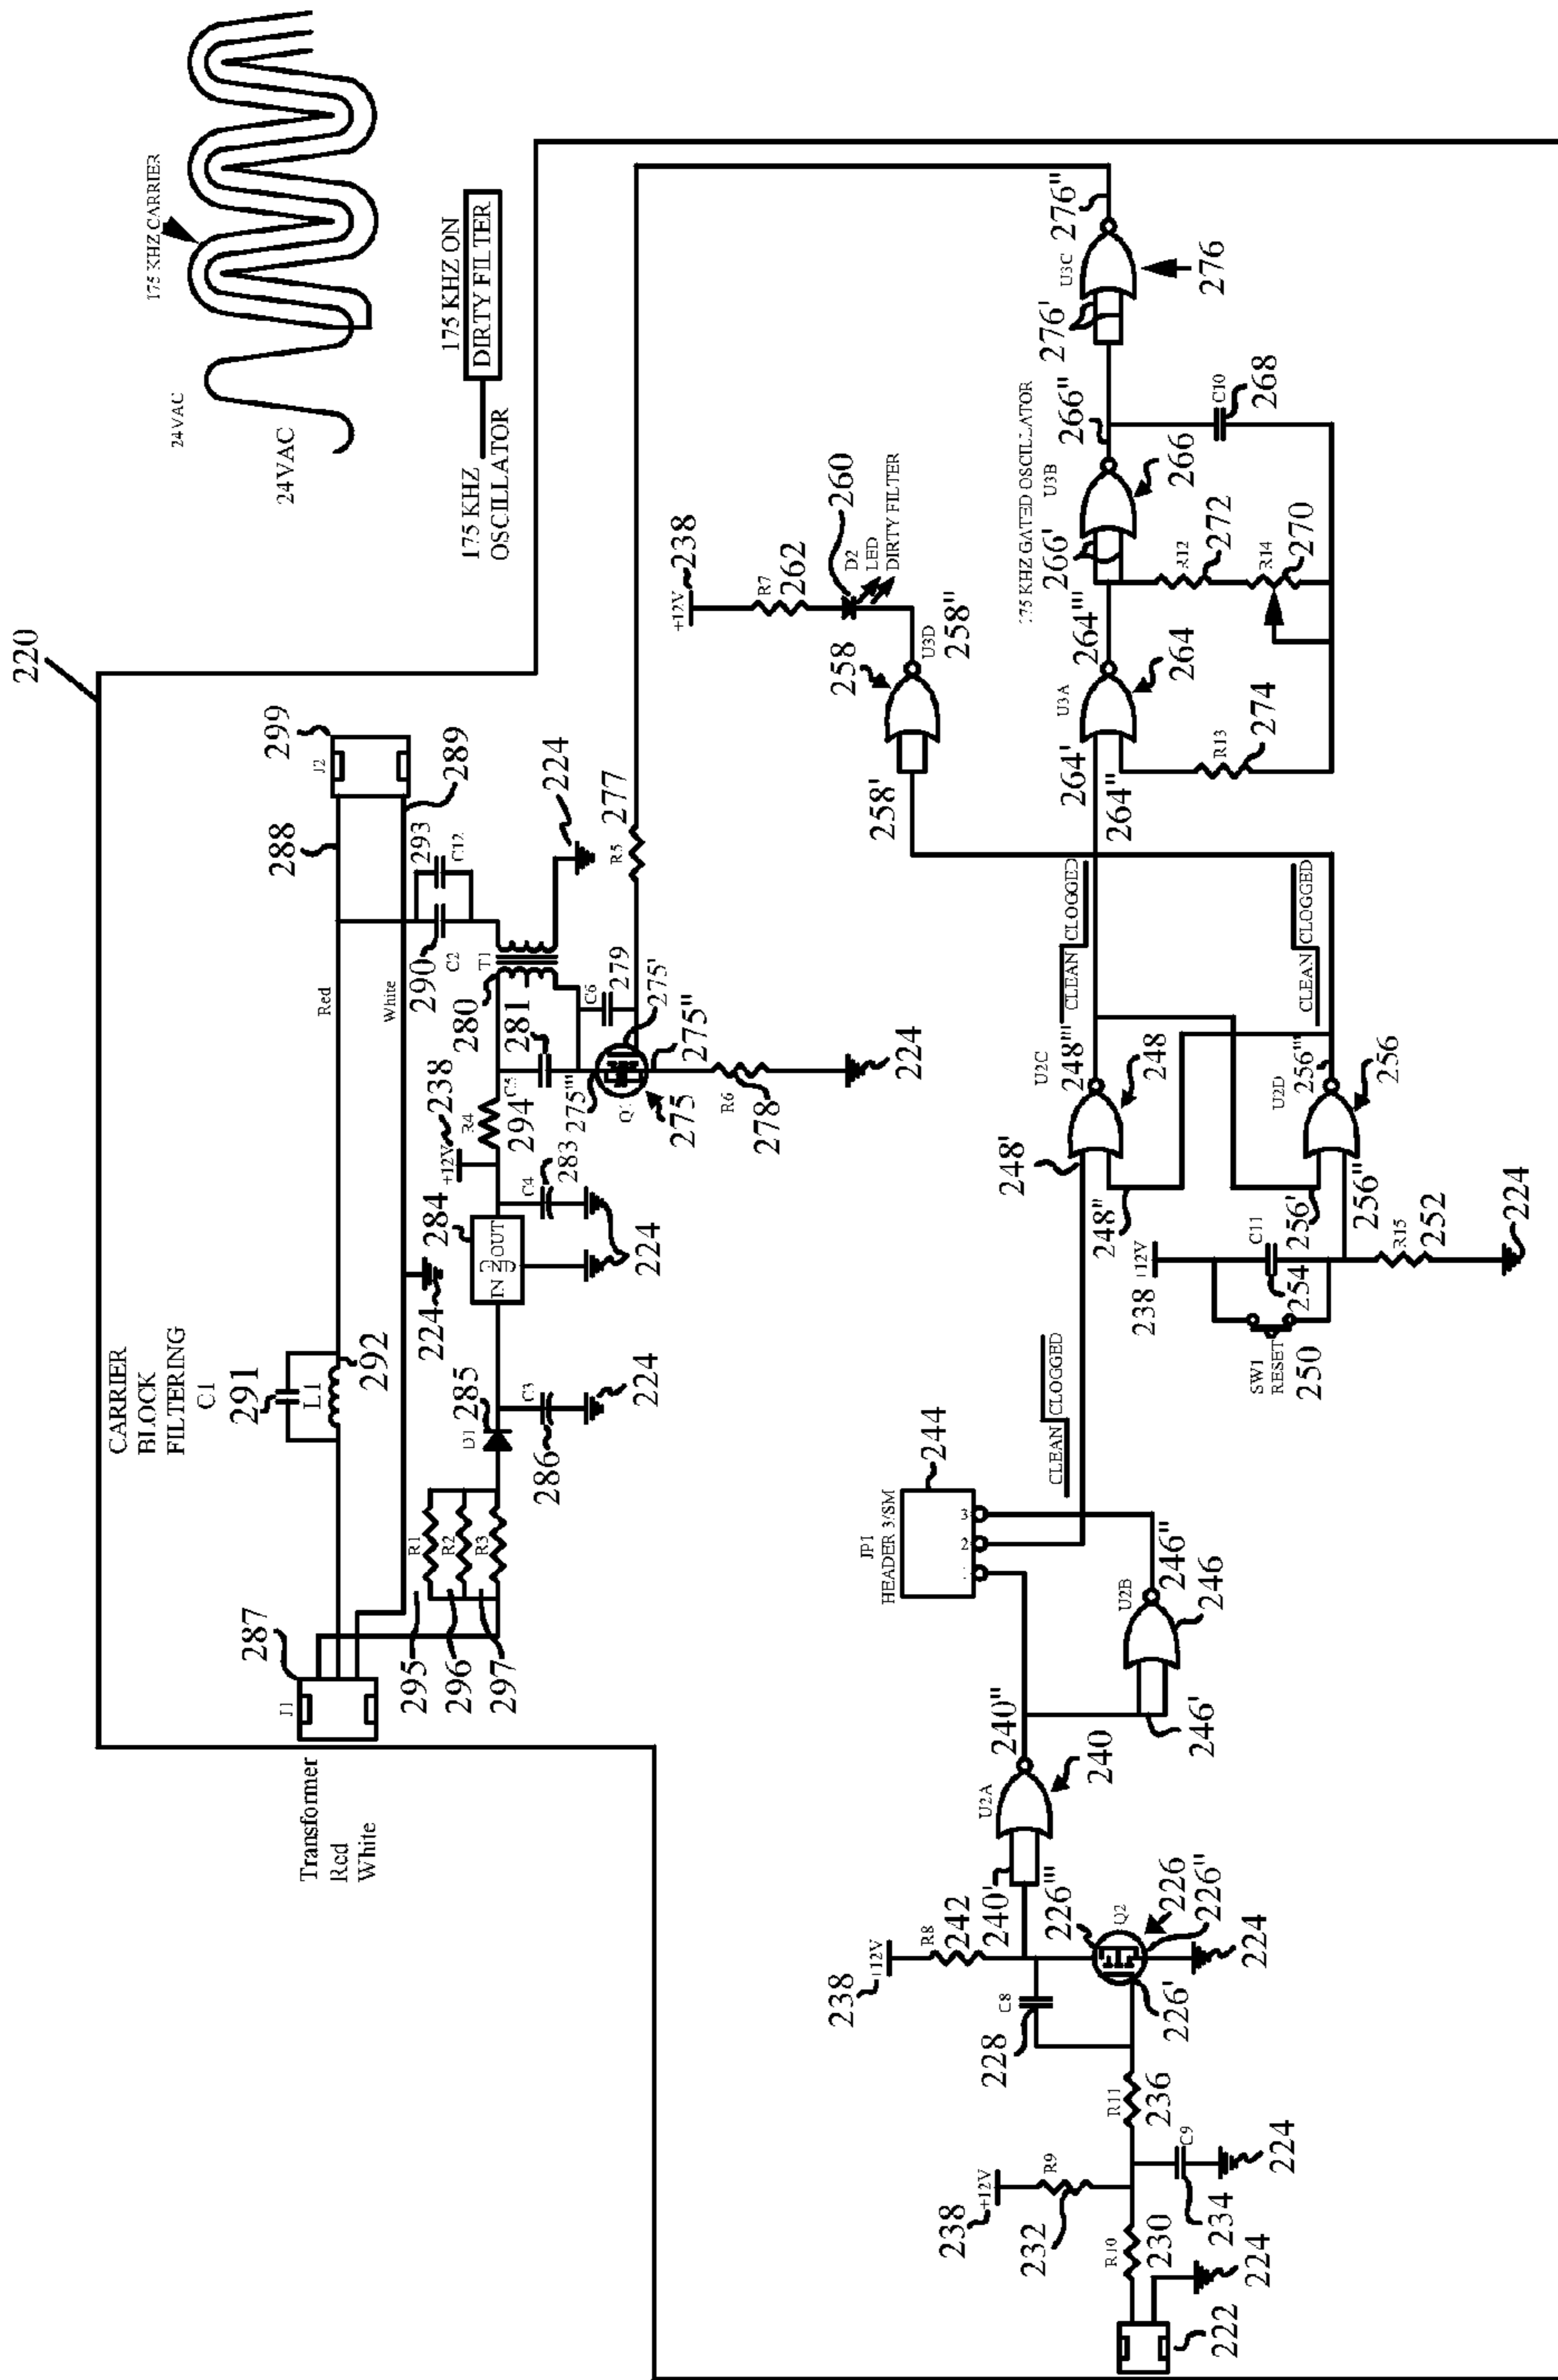 220
CARRIER
BLOCK
FILTERING
C1
291
L1
292
Transformer
Red
White
J1
287
Red
White
288
J2
299
289
293
C12
290
C2
224
295
R1
296
R2
297
R3
D1
285
C3
286
224
224
284
IN
OUT
C4
283
224
+12V
238
R4
294
C5
281
280
T1
C6
279
275'
275''
275'''
275
R6
278
224
224
R5
277
24VAC
24VAC
175 KHZ CARRIER
175 KHZ
OSCILLATOR
175 KHZ ON
DIRTY FILTER
222
224
R10
230
238
+12V
R9
232
C9
234
224
R11
236
C8
228
238
+12V
R8
242
226'
226''
226'''
226
Q2
224
240'
U2A
240
240''
246'
U2B
246
246''
JP1
HEADER 3/SM
1
2
3
244
CLEAN
CLOGGED
SW1
RESET
250
238
+12V
C11
254
R15
252
224
248'
248''
U2C
248
248'''
256'
256''
U2D
256
256'''
CLEAN
CLOGGED
CLEAN
CLOGGED
258'
258
U3D
258''
238
+12V
R7
262
D2
LED
DIRTY FILTER
260
264'
264''
U3A
264
264'''
R13
274
175 KHZ GATED OSCILLATOR
266'
U3B
266
266''
R12
272
R14
270
C10
268
276'
U3C
276
276''